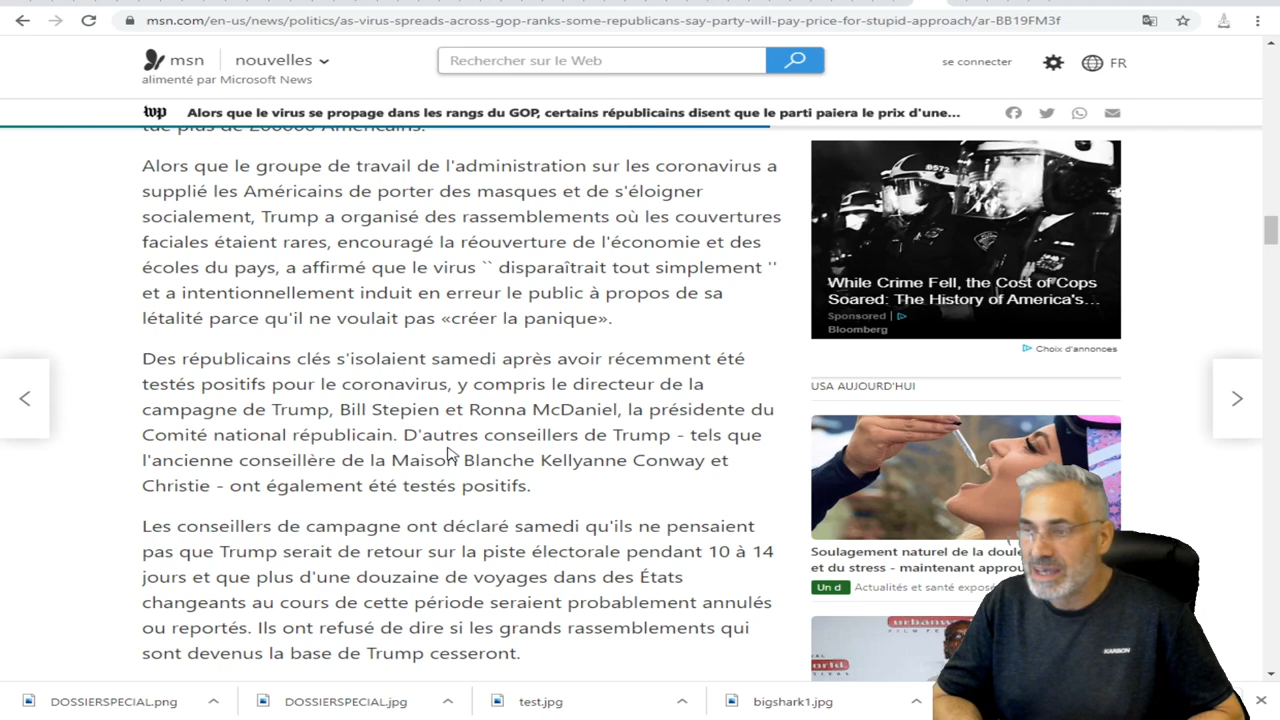 msn.com/en-us/news/politics/as-virus-spreads-across-gop-ranks-some-republicans-say-party-will-pay-price-for-stupid-approach/ar-BB19FM3f
msn
nouvelles
Rechercher sur le Web
se connecter
FR
alimenté par Microsoft News
wp
Alors que le virus se propage dans les rangs du GOP, certains républicains disent que le parti paiera le prix d'une...
tué plus de 200000 Américains.
Alors que le groupe de travail de l'administration sur les coronavirus a
supplié les Américains de porter des masques et de s'éloigner
socialement, Trump a organisé des rassemblements où les couvertures
faciales étaient rares, encouragé la réouverture de l'économie et des
écoles du pays, a affirmé que le virus `` disparaîtrait tout simplement ''
et a intentionnellement induit en erreur le public à propos de sa
létalité parce qu'il ne voulait pas «créer la panique».
Des républicains clés s'isolaient samedi après avoir récemment été
testés positifs pour le coronavirus, y compris le directeur de la
campagne de Trump, Bill Stepien et Ronna McDaniel, la présidente du
Comité national républicain. D'autres conseillers de Trump - tels que
l'ancienne conseillère de la Maison Blanche Kellyanne Conway et
Christie - ont également été testés positifs.
Les conseillers de campagne ont déclaré samedi qu'ils ne pensaient
pas que Trump serait de retour sur la piste électorale pendant 10 à 14
jours et que plus d'une douzaine de voyages dans des États
changeants au cours de cette période seraient probablement annulés
ou reportés. Ils ont refusé de dire si les grands rassemblements qui
sont devenus la base de Trump cesseront.
8572
While Crime Fell, the Cost of Cops
Soared: The History of America's...
Sponsored
Bloomberg
Choix d'annonces
USA AUJOURD'HUI
Soulagement naturel de la doule
et du stress - maintenant approu
Un d
Actualités et santé exposé
urbanw
FILM FE
world
KARBON
DOSSIERSPECIAL.png
DOSSIERSPECIAL.jpg
test.jpg
bigshark1.jpg